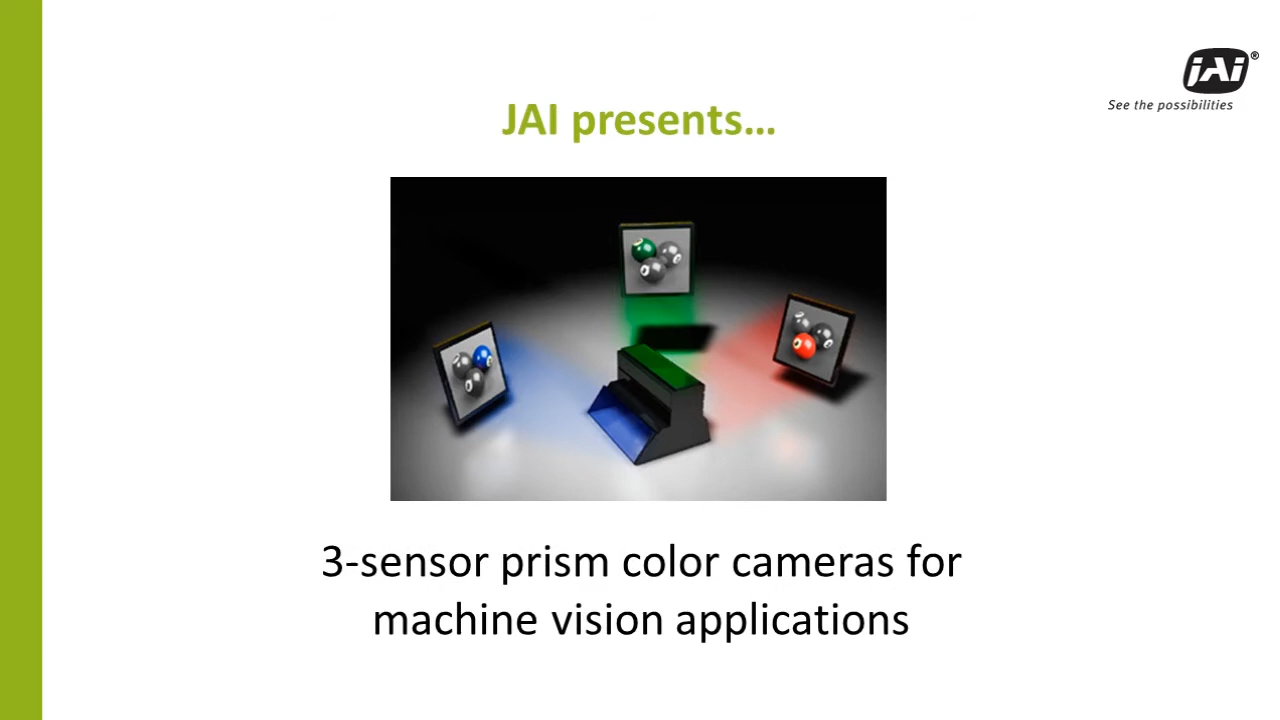 JAI®
See the possibilities
JAI presents...
3-sensor prism color cameras for
machine vision applications